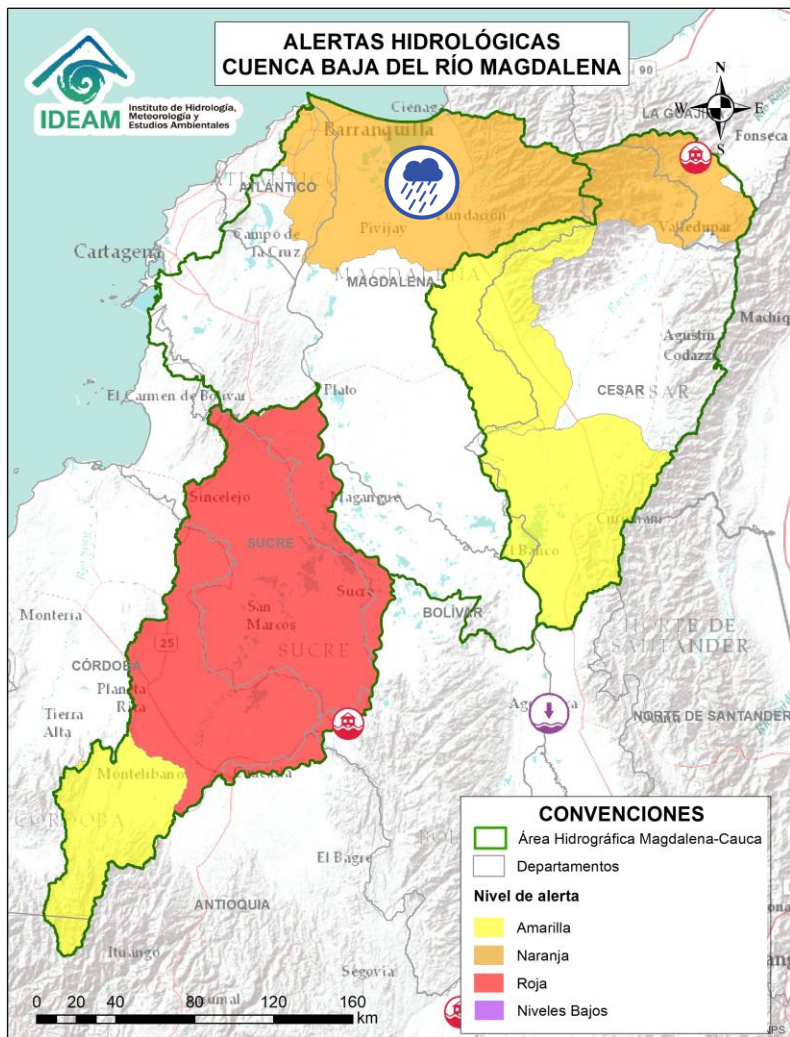 ALERTAS HIDROLÓGICAS
CUENCA BAJA DEL RÍO MAGDALENA
IDEAM
Instituto de Hidrología,
Meteorología y
Estudios Ambientales
N
W
E
S
90
LA GUAJIRA
Ciénaga
Fonseca
Barranquilla
ATLÁNTICO
Fundación
Pivijay
Valledupar
Campo de
la Cruz
Cartagena
MAGDALENA
MAGDALENA
Agustín
Codazzi
CESAR
CESAR
El Carmen de Bolívar
Plato
Sincelejo
Magangué
SUCRE
El Banco
Sucre
BOLÍVAR
San
Marcos
Montería
SUCRE
NORTE DE
SANTANDER
25
CÓRDOBA
Planeta
Rica
Tierra
Alta
NORTE DE SANTANDER
Montelíbano
CÓRDOBA
El Bagre
ANTIOQUIA
Ituango
Segovia
0 20 40 80 120 160
km
CONVENCIONES
Área Hidrográfica Magdalena-Cauca
Departamentos
Nivel de alerta
Amarilla
Naranja
Roja
Niveles Bajos